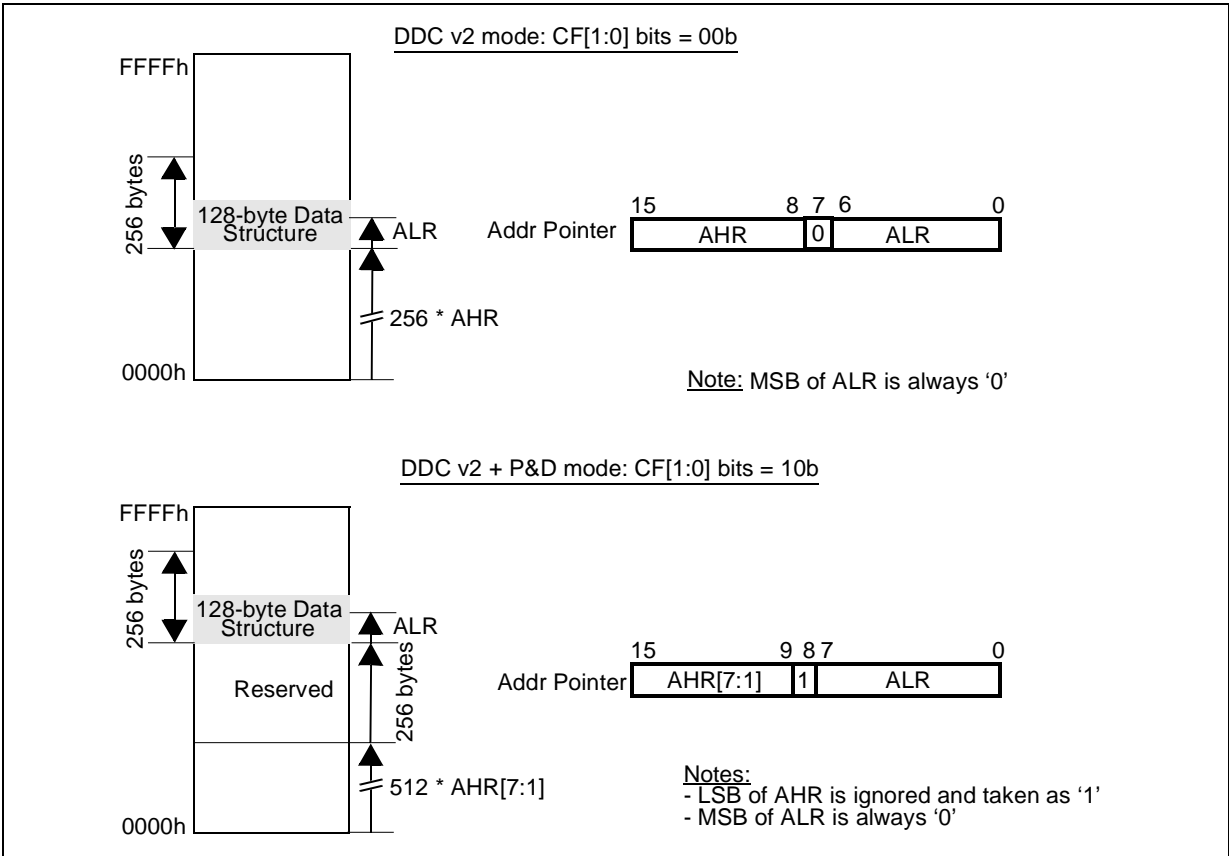 DDC v2 mode: CF[1:0] bits = 00b
FFFFh
256 bytes
128-byte Data
Structure
ALR
256 * AHR
0000h
Addr Pointer
15 8 7 6 0
AHR 0 ALR
Note: MSB of ALR is always ‘0’
DDC v2 + P&D mode: CF[1:0] bits = 10b
FFFFh
256 bytes
128-byte Data
Structure
ALR
Reserved
256 bytes
512 * AHR[7:1]
0000h
Addr Pointer
15 9 8 7 0
AHR[7:1] 1 ALR
Notes:
- LSB of AHR is ignored and taken as ‘1’
- MSB of ALR is always ‘0’